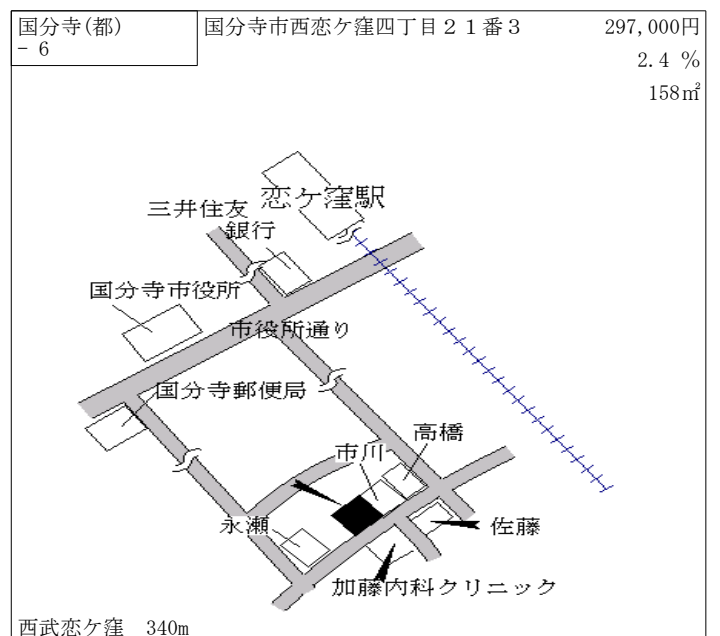 国分寺(都)
- 6
国分寺市西恋ケ窪四丁目２１番３
297,000円
2.4 %
158㎡
恋ケ窪駅
三井住友
銀行
国分寺市役所
市役所通り
国分寺郵便局
高橋
市川
永瀬
佐藤
加藤内科クリニック
西武恋ケ窪 340m